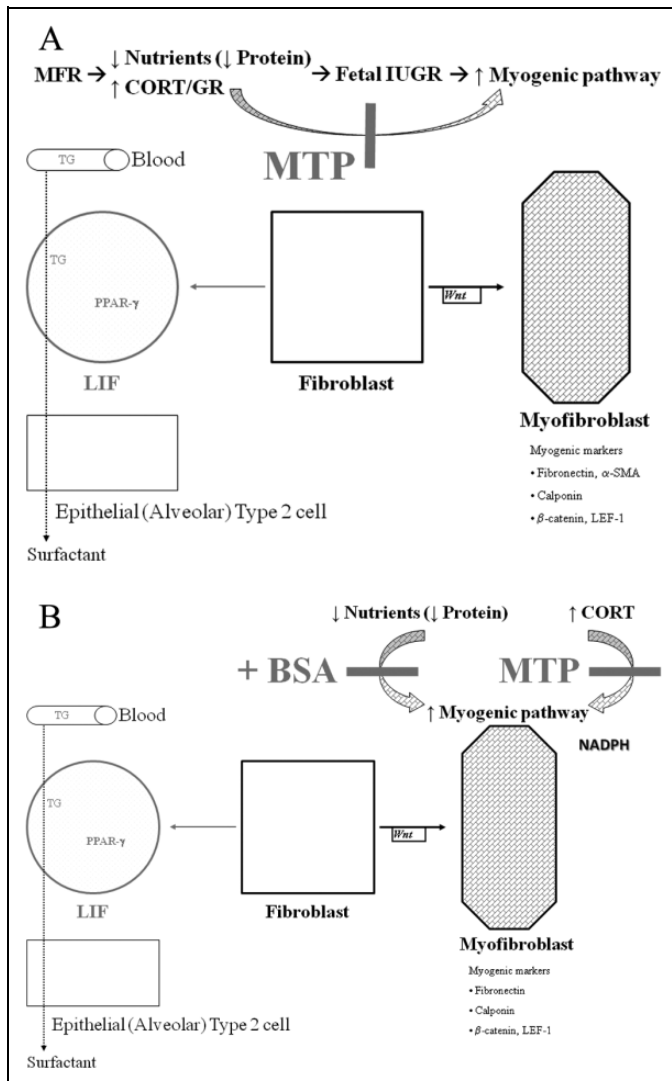 A
↓ Nutrients (↓ Protein)
MFR → → Fetal IUGR → ↑ Myogenic pathway
↑ CORT/GR
MTP
TG Blood
TG
PPAR-γ
Wnt
LIF
Fibroblast
Myofibroblast
Myogenic markers
• Fibronectin, α-SMA
• Calponin
• β-catenin, LEF-1
Epithelial (Alveolar) Type 2 cell
Surfactant
B
↓ Nutrients (↓ Protein) ↑ CORT
+ BSA MTP
↑ Myogenic pathway
TG Blood
NADPH
TG
PPAR-γ
Wnt
LIF
Fibroblast
Myofibroblast
Myogenic markers
• Fibronectin
• Calponin
• β-catenin, LEF-1
Epithelial (Alveolar) Type 2 cell
Surfactant